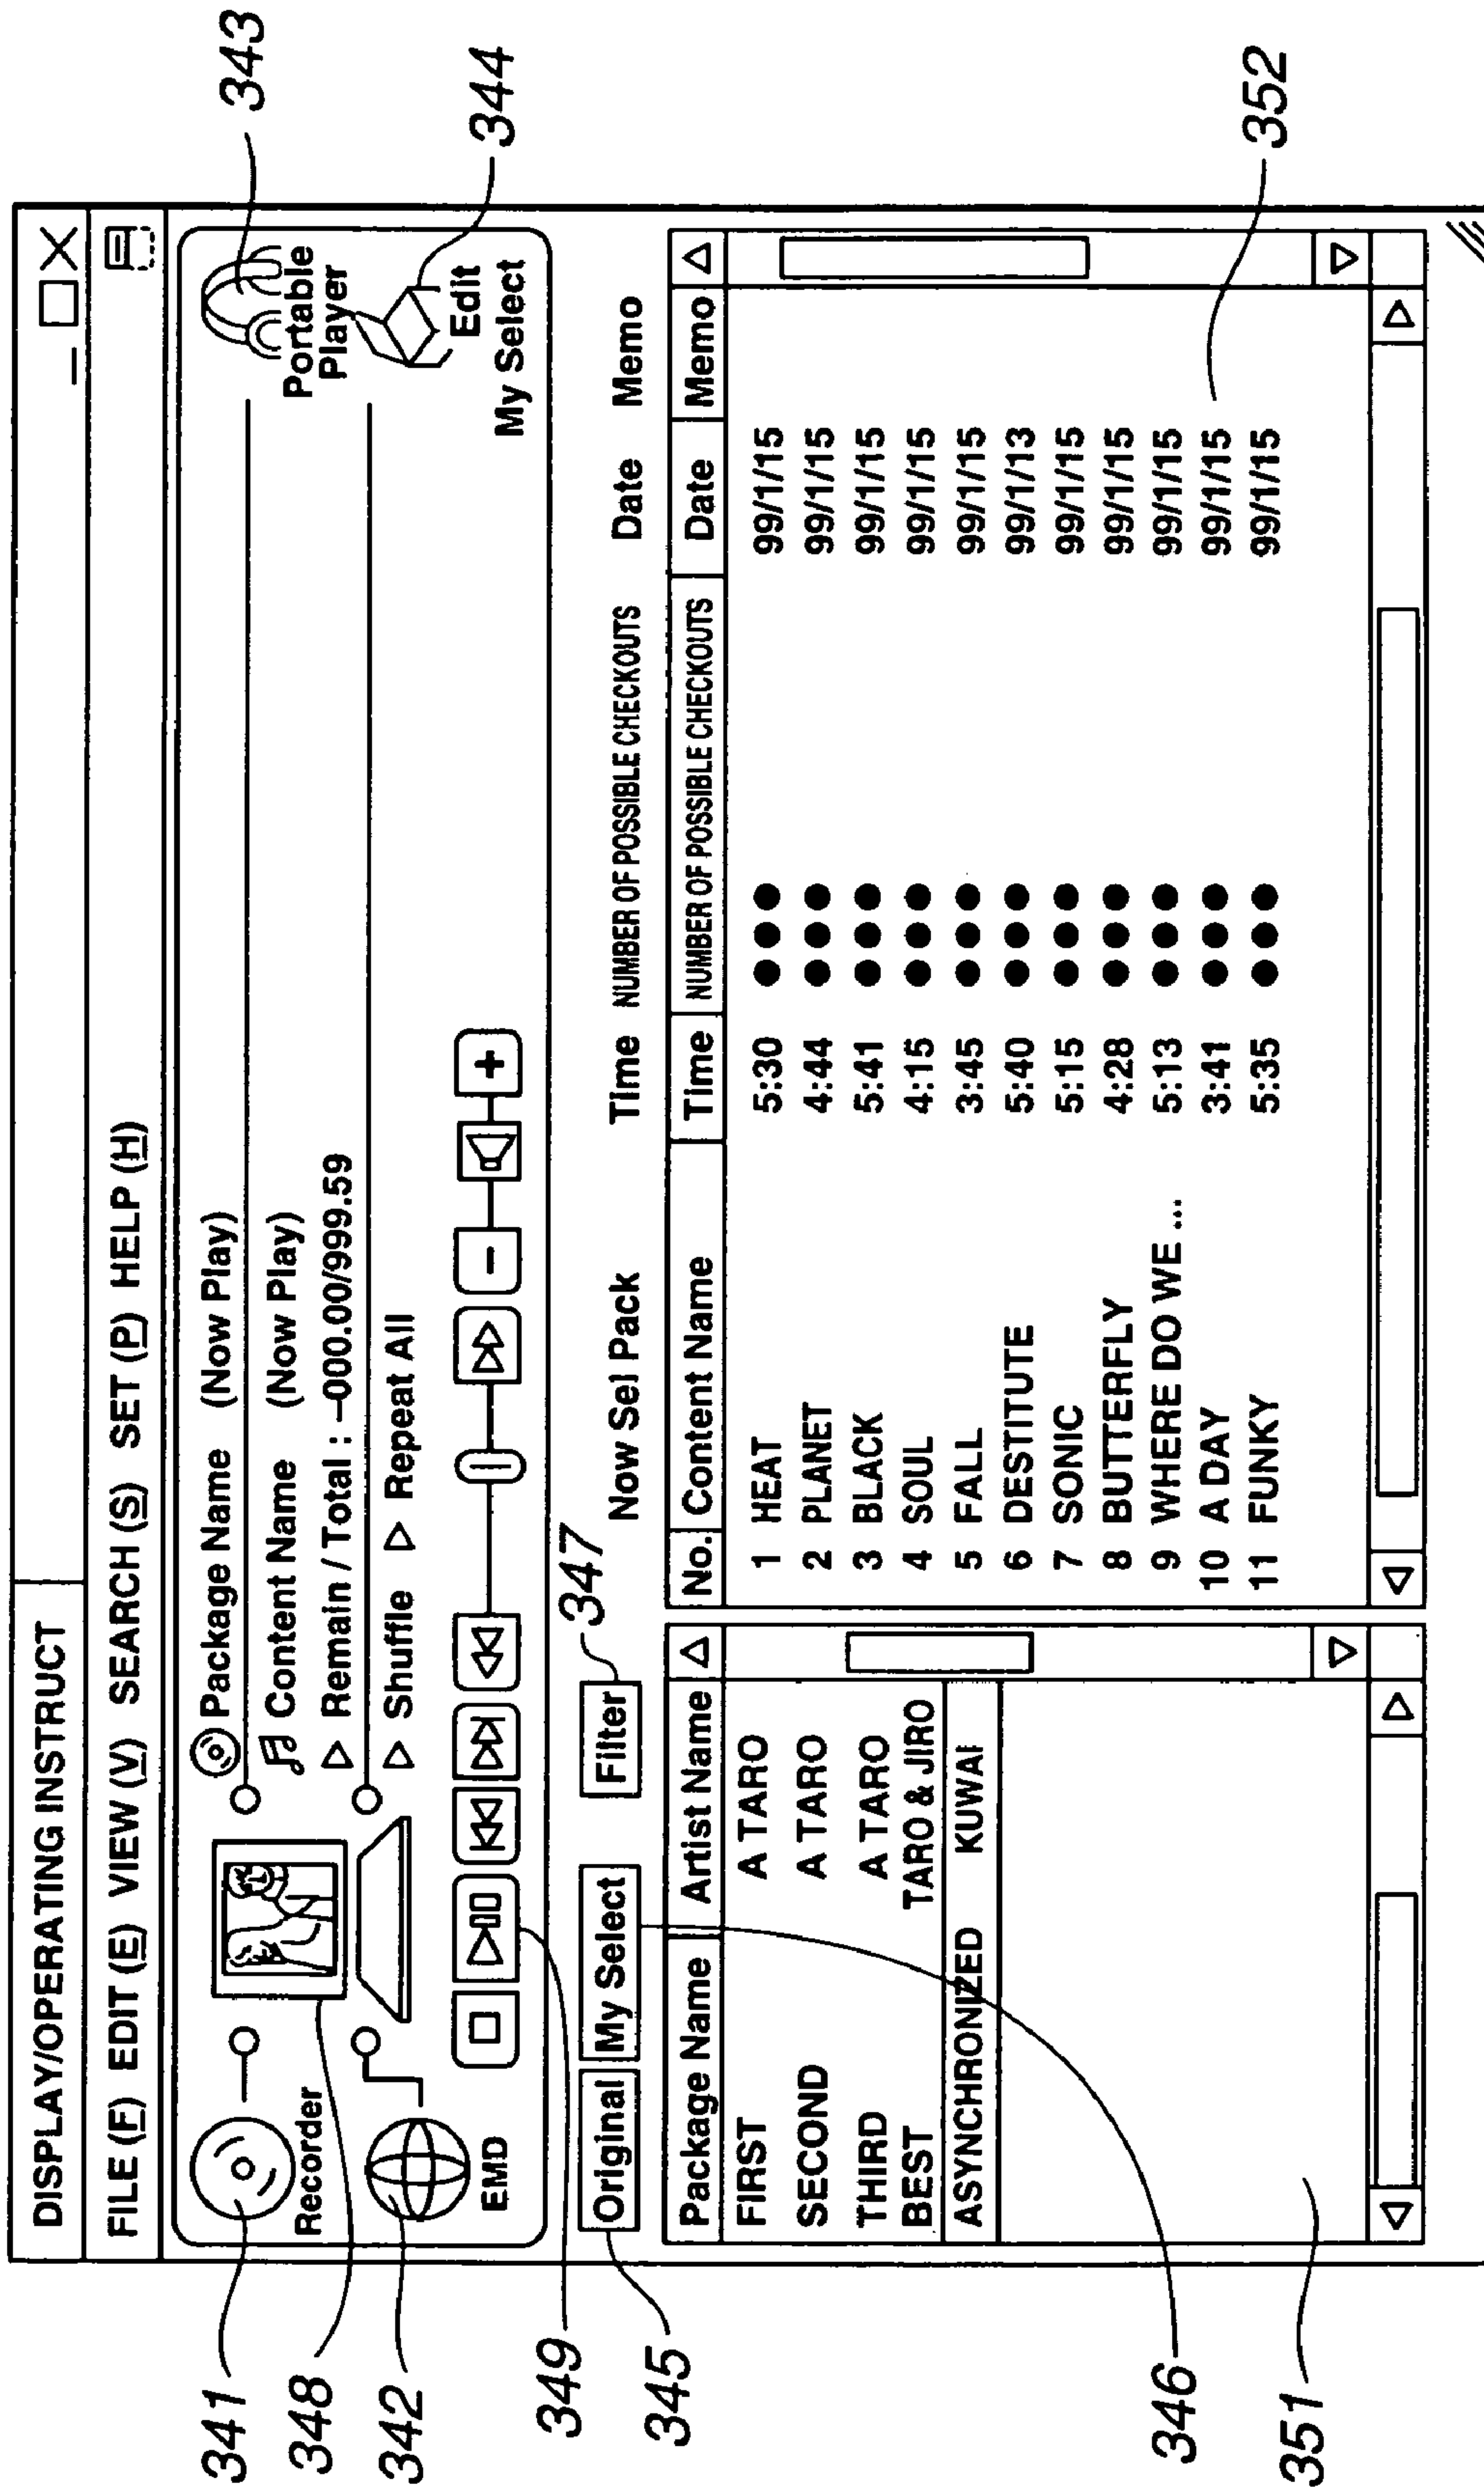 DISPLAY/OPERATING INSTRUCT
FILE (F) EDIT (E) VIEW (V) SEARCH (S) SET (P) HELP (H)
341
348
342
349
345
346
351
343
344
352
347
Recorder
EMD
Package Name (Now Play)
Content Name (Now Play)
Remain / Total : –000.00/999.59
Shuffle Repeat All
Portable
Player
Edit
My Select
– +
Original My Select Filter
Now Sel Pack Time NUMBER OF POSSIBLE CHECKOUTS Date Memo
Package Name Artist Name
FIRST A TARO
SECOND A TARO
THIRD A TARO
BEST TARO & JIRO
ASYNCHRONIZED KUWAI
No. Content Name Time NUMBER OF POSSIBLE CHECKOUTS Date Memo
1 HEAT 5:30 ●●● 99/1/15
2 PLANET 4:44 ●●● 99/1/15
3 BLACK 5:41 ●●● 99/1/15
4 SOUL 4:15 ●●● 99/1/15
5 FALL 3:45 ●●● 99/1/15
6 DESTITUTE 5:40 ●●● 99/1/13
7 SONIC 5:15 ●●● 99/1/15
8 BUTTERFLY 4:28 ●●● 99/1/15
9 WHERE DO WE ... 5:13 ●●● 99/1/15
10 A DAY 3:41 ●●● 99/1/15
11 FUNKY 5:35 ●●● 99/1/15